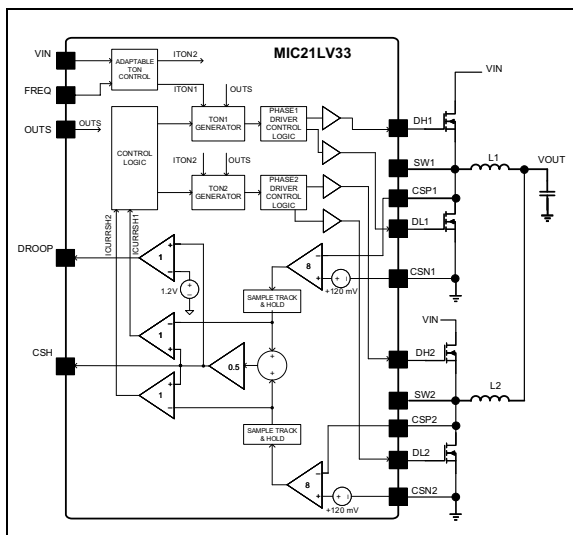 MIC21LV33
VIN
FREQ
OUTS
DROOP
CSH
ADAPTABLE
TON
CONTROL
ITON2
ITON1
OUTS
OUTS
CONTROL
LOGIC
TON1
GENERATOR
PHASE1
DRIVER
CONTROL
LOGIC
ITON2
OUTS
TON2
GENERATOR
PHASE2
DRIVER
CONTROL
LOGIC
ICURRSH2
ICURRSH1
1
+
−
1.2V
+
−
1
−
+
1
+
−
0.5
+
+
SAMPLE TRACK
& HOLD
8
−
+
+120 mV
SAMPLE TRACK
& HOLD
8
−
+
+120 mV
DH1
SW1
CSP1
DL1
CSN1
DH2
SW2
CSP2
DL2
CSN2
VIN
L1
VOUT
VIN
L2